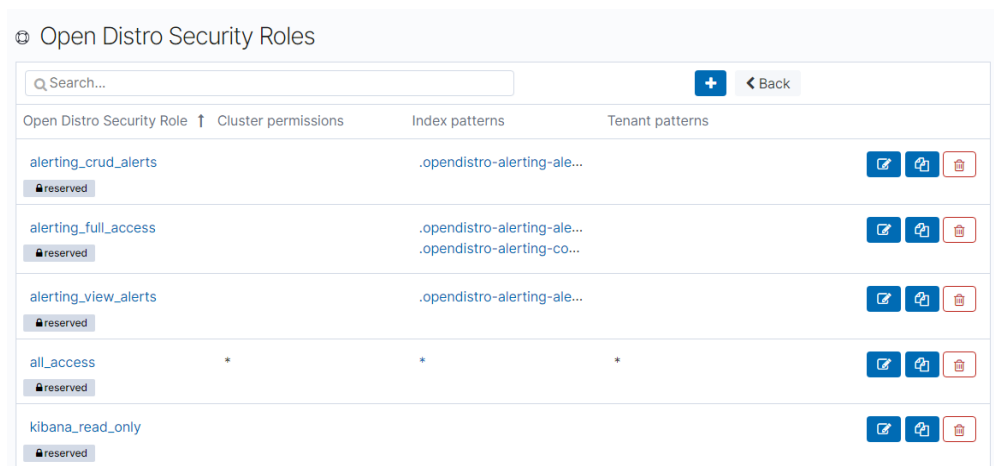 Open Distro Security Roles
Search...
Back
Open Distro Security Role Cluster permissions Index patterns Tenant patterns
alerting_crud_alerts .opendistro-alerting-ale...
reserved
alerting_full_access .opendistro-alerting-ale...
.opendistro-alerting-co...
reserved
alerting_view_alerts .opendistro-alerting-ale...
reserved
all_access * * *
reserved
kibana_read_only
reserved